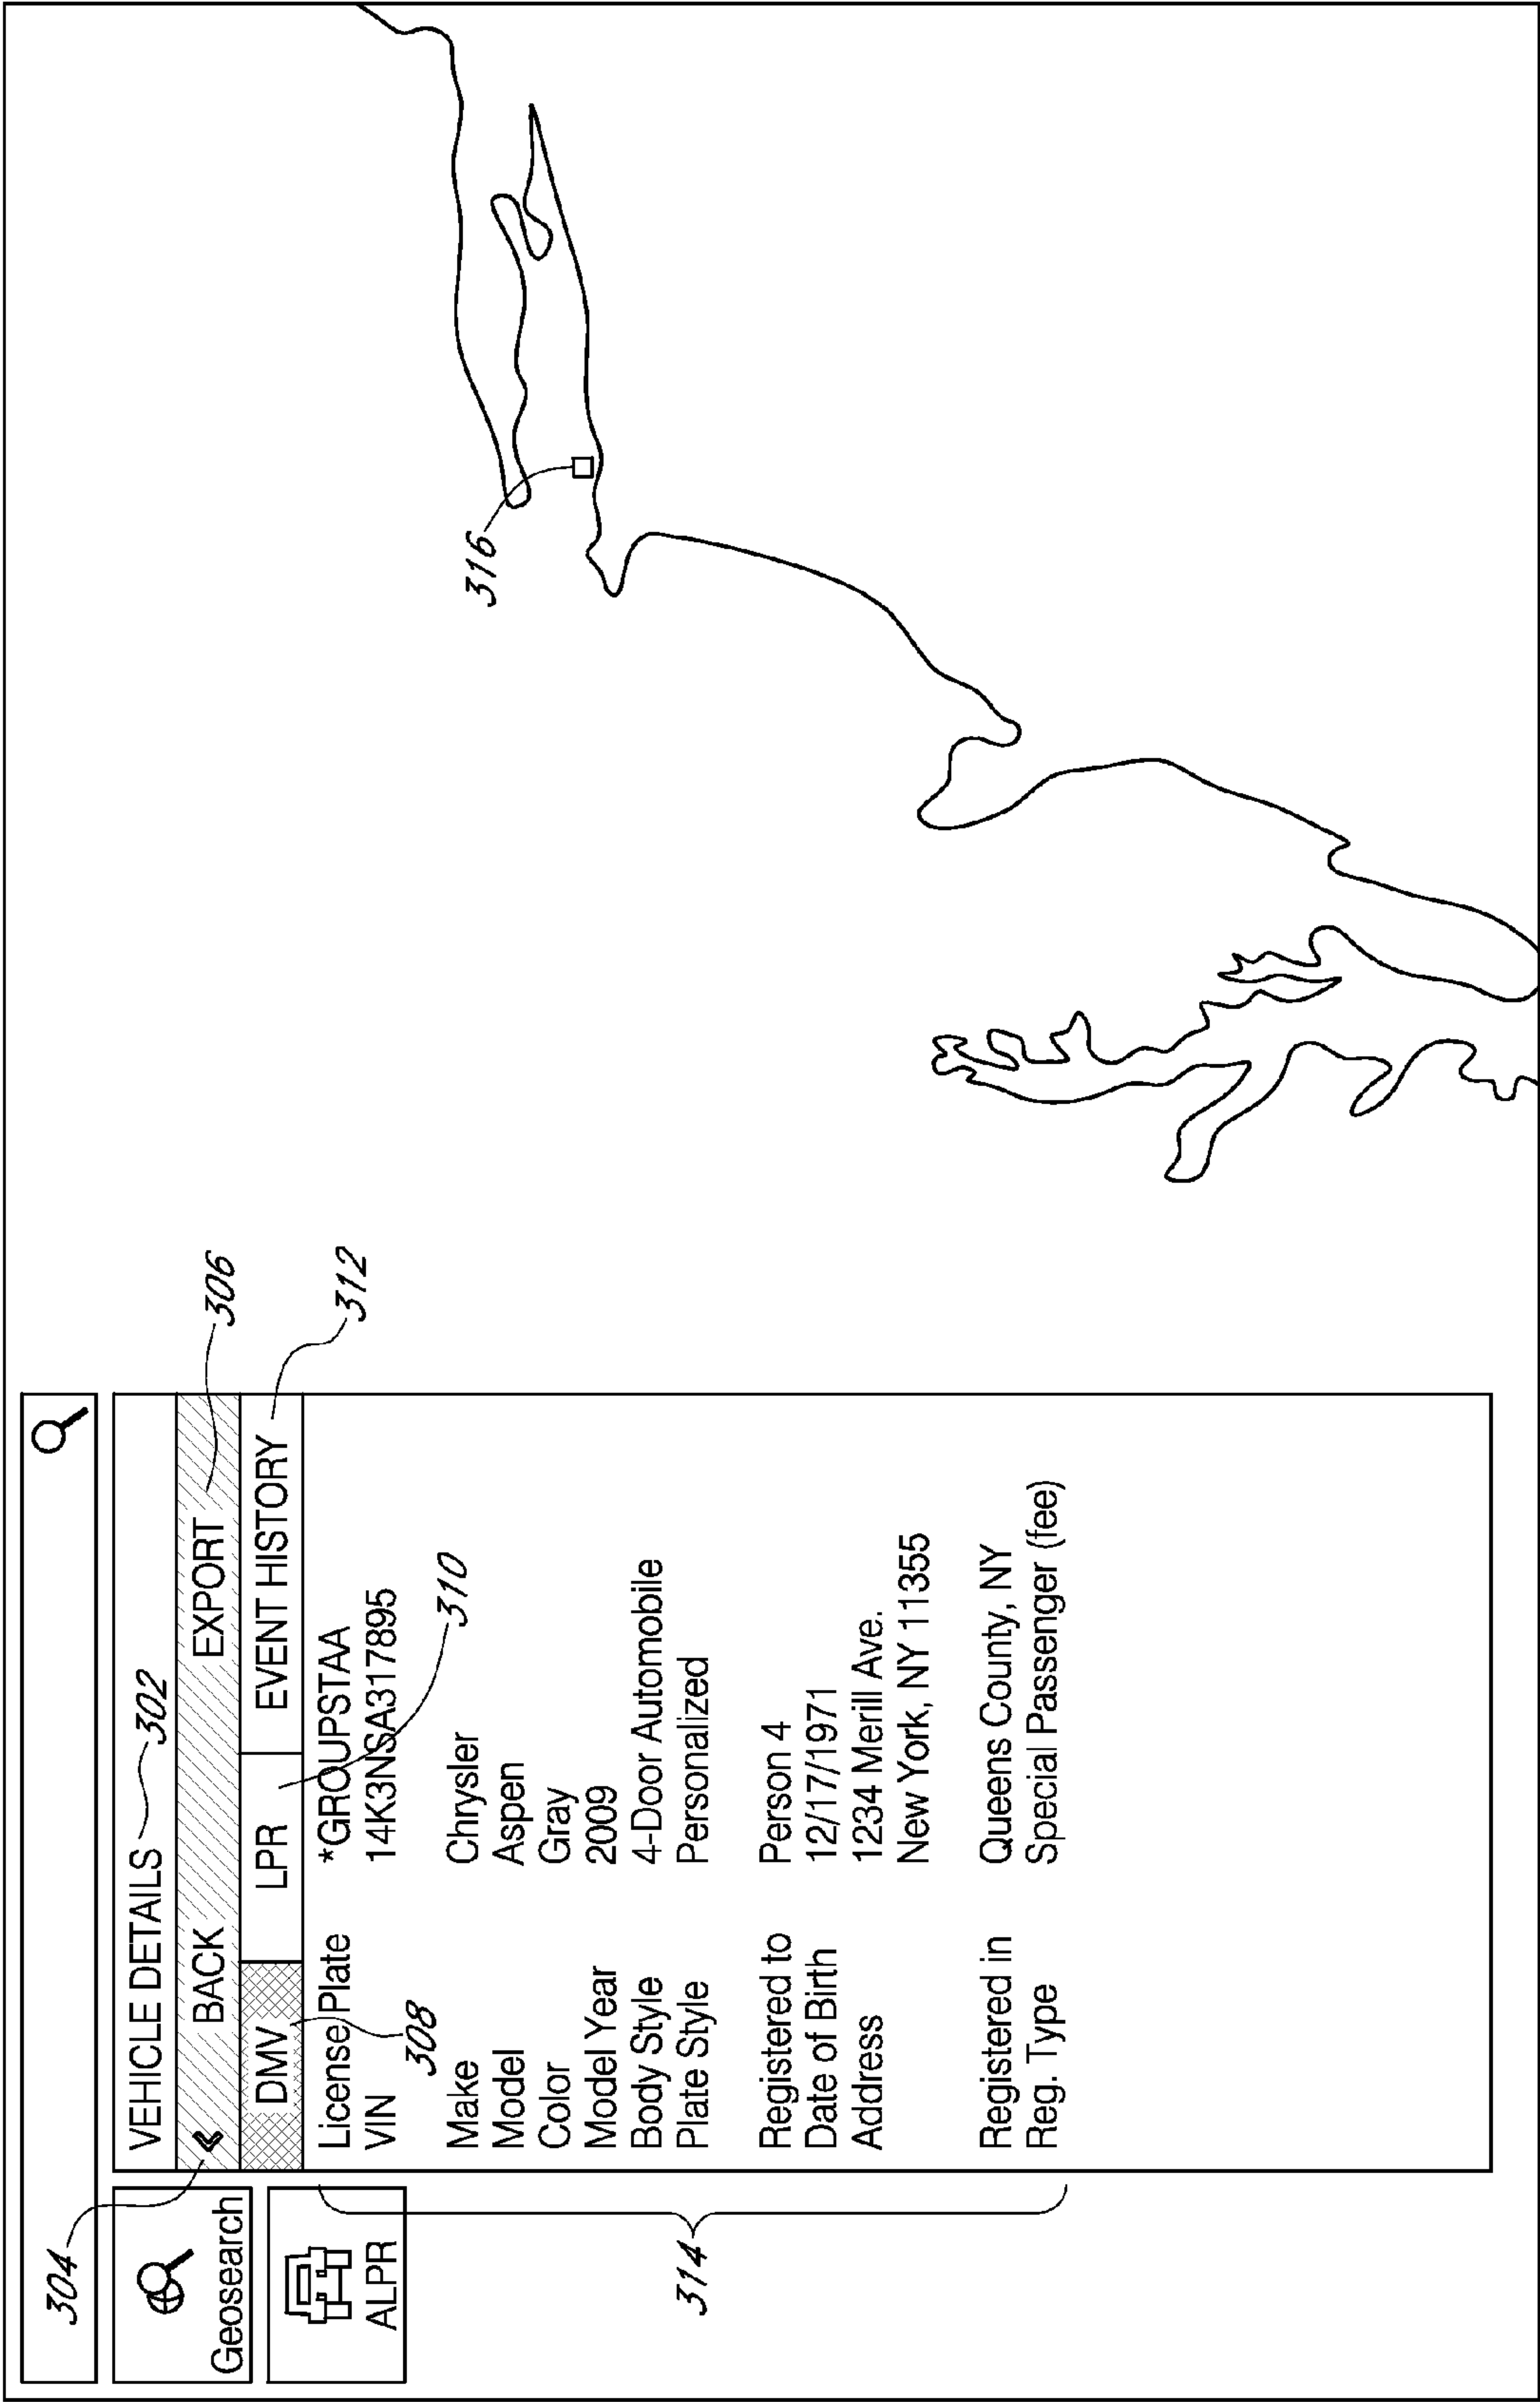 304
Geosearch
ALPR
VEHICLE DETAILS 302
BACK EXPORT 306
DMV LPR EVENT HISTORY 312
308
310
License Plate *GROUPSTAA
VIN 14K3NSA317895
Make Chrysler
Model Aspen
Color Gray
Model Year 2009
Body Style 4-Door Automobile
Plate Style Personalized
Registered to Person 4
Date of Birth 12/17/1971
Address 1234 Merill Ave.
New York, NY 11355
Registered in Queens County, NY
Reg. Type Special Passenger (fee)
314
316